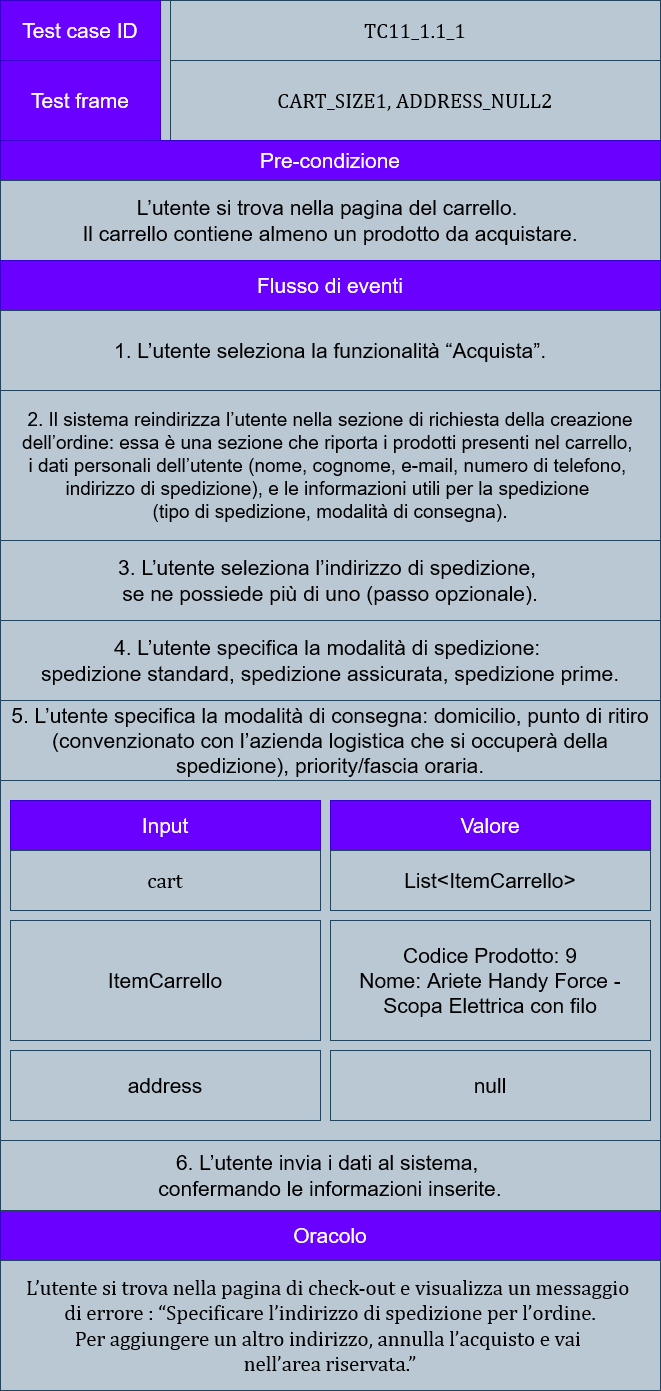 Test case ID
TC11_1.1_1
Test frame
CART_SIZE1, ADDRESS_NULL2
Pre-condizione
L’utente si trova nella pagina del carrello.
Il carrello contiene almeno un prodotto da acquistare.
Flusso di eventi
1. L’utente seleziona la funzionalità “Acquista”.
2. Il sistema reindirizza l’utente nella sezione di richiesta della creazione
dell’ordine: essa è una sezione che riporta i prodotti presenti nel carrello,
i dati personali dell’utente (nome, cognome, e-mail, numero di telefono,
indirizzo di spedizione), e le informazioni utili per la spedizione
(tipo di spedizione, modalità di consegna).
3. L’utente seleziona l’indirizzo di spedizione,
se ne possiede più di uno (passo opzionale).
4. L’utente specifica la modalità di spedizione:
spedizione standard, spedizione assicurata, spedizione prime.
5. L’utente specifica la modalità di consegna: domicilio, punto di ritiro
(convenzionato con l’azienda logistica che si occuperà della
spedizione), priority/fascia oraria.
Input
Valore
cart
List<ItemCarrello>
ItemCarrello
Codice Prodotto: 9
Nome: Ariete Handy Force -
Scopa Elettrica con filo
address
null
6. L’utente invia i dati al sistema,
confermando le informazioni inserite.
Oracolo
L’utente si trova nella pagina di check-out e visualizza un messaggio
di errore : “Specificare l’indirizzo di spedizione per l’ordine.
Per aggiungere un altro indirizzo, annulla l’acquisto e vai
nell’area riservata.”